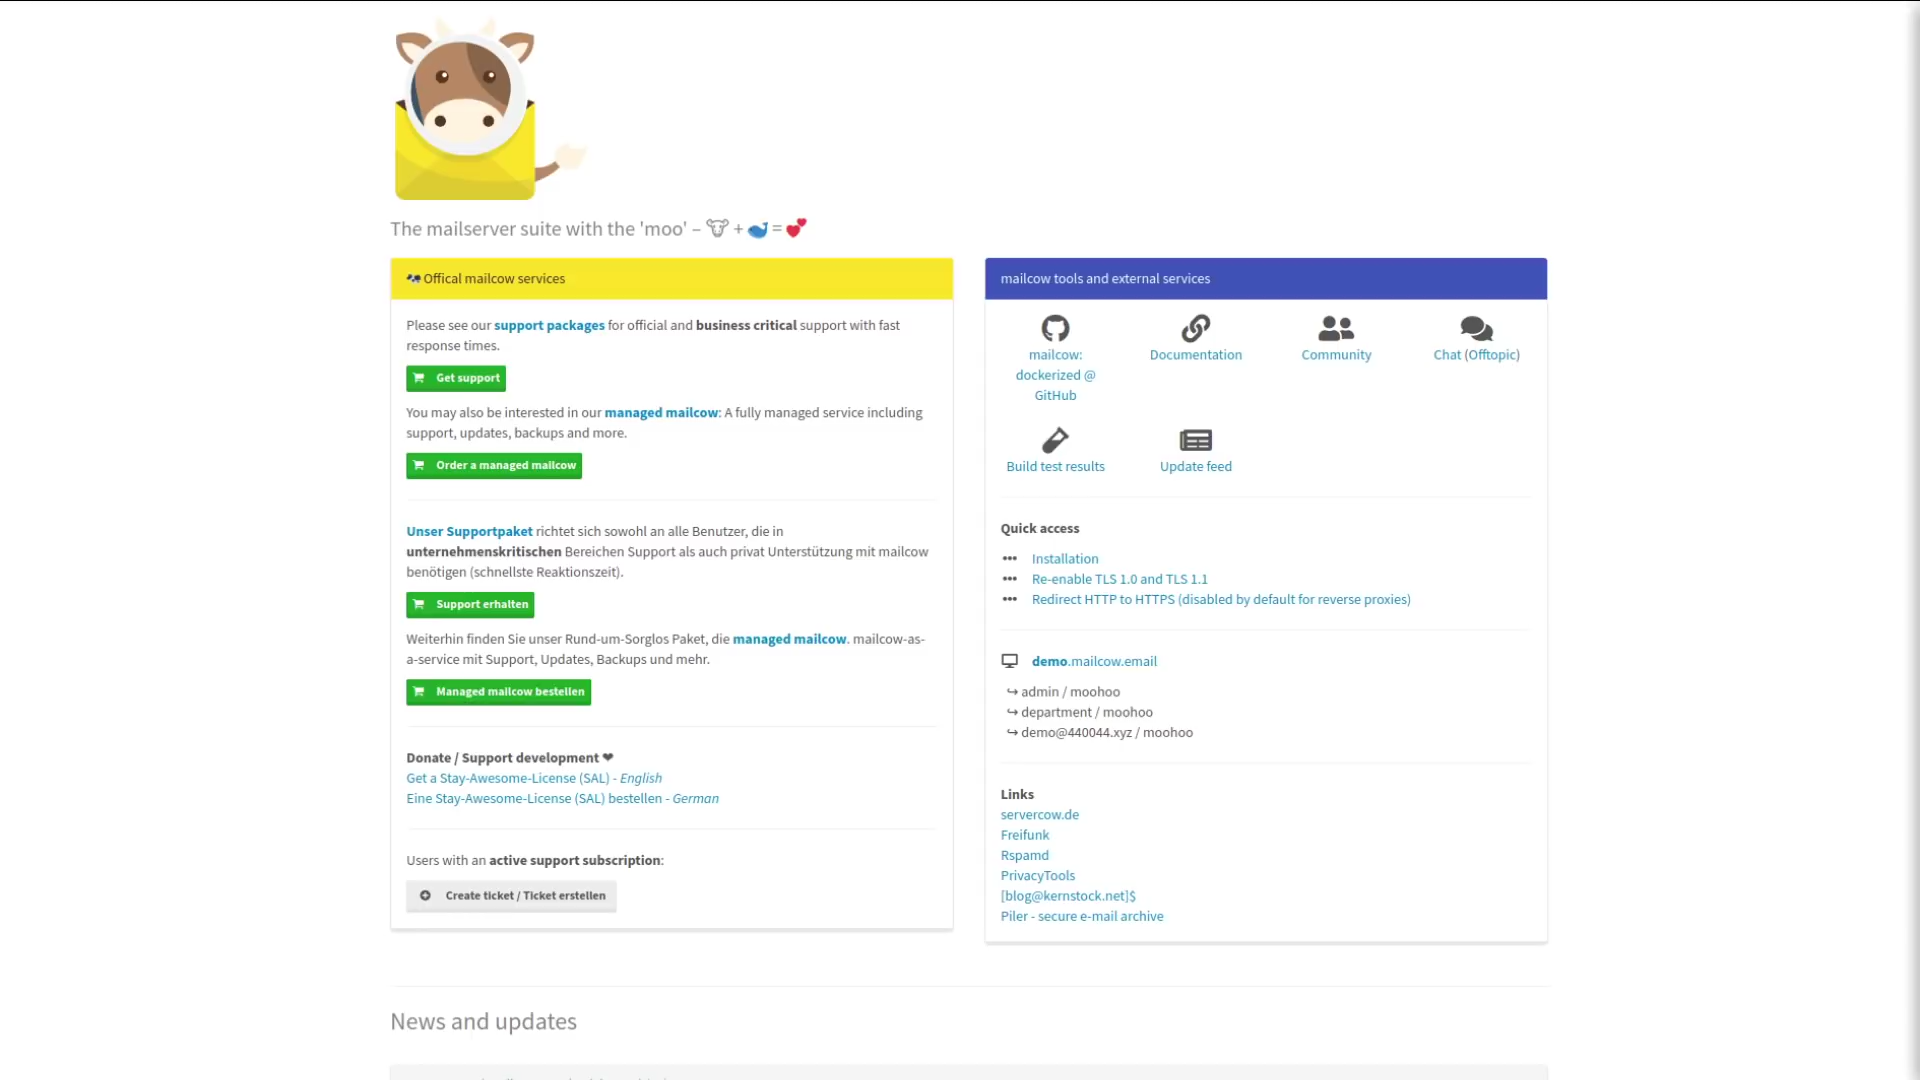 The mailserver suite with the 'moo' – 🐮 + 🐋 = 💕
🐄 Offical mailcow services
Please see our support packages for official and business critical support with fast
response times.
Get support
You may also be interested in our managed mailcow: A fully managed service including
support, updates, backups and more.
Order a managed mailcow
Unser Supportpaket richtet sich sowohl an alle Benutzer, die in
unternehmenskritischen Bereichen Support als auch privat Unterstützung mit mailcow
benötigen (schnellste Reaktionszeit).
Support erhalten
Weiterhin finden Sie unser Rund-um-Sorglos Paket, die managed mailcow. mailcow-as-
a-service mit Support, Updates, Backups und mehr.
Managed mailcow bestellen
Donate / Support development ❤
Get a Stay-Awesome-License (SAL) - English
Eine Stay-Awesome-License (SAL) bestellen - German
Users with an active support subscription:
Create ticket / Ticket erstellen
mailcow tools and external services
mailcow:
dockerized @
GitHub
Documentation
Community
Chat (Offtopic)
Build test results
Update feed
Quick access
Installation
Re-enable TLS 1.0 and TLS 1.1
Redirect HTTP to HTTPS (disabled by default for reverse proxies)
demo.mailcow.email
↪ admin / moohoo
↪ department / moohoo
↪ demo@440044.xyz / moohoo
Links
servercow.de
Freifunk
Rspamd
PrivacyTools
[blog@kernstock.net]$
Piler - secure e-mail archive
News and updates